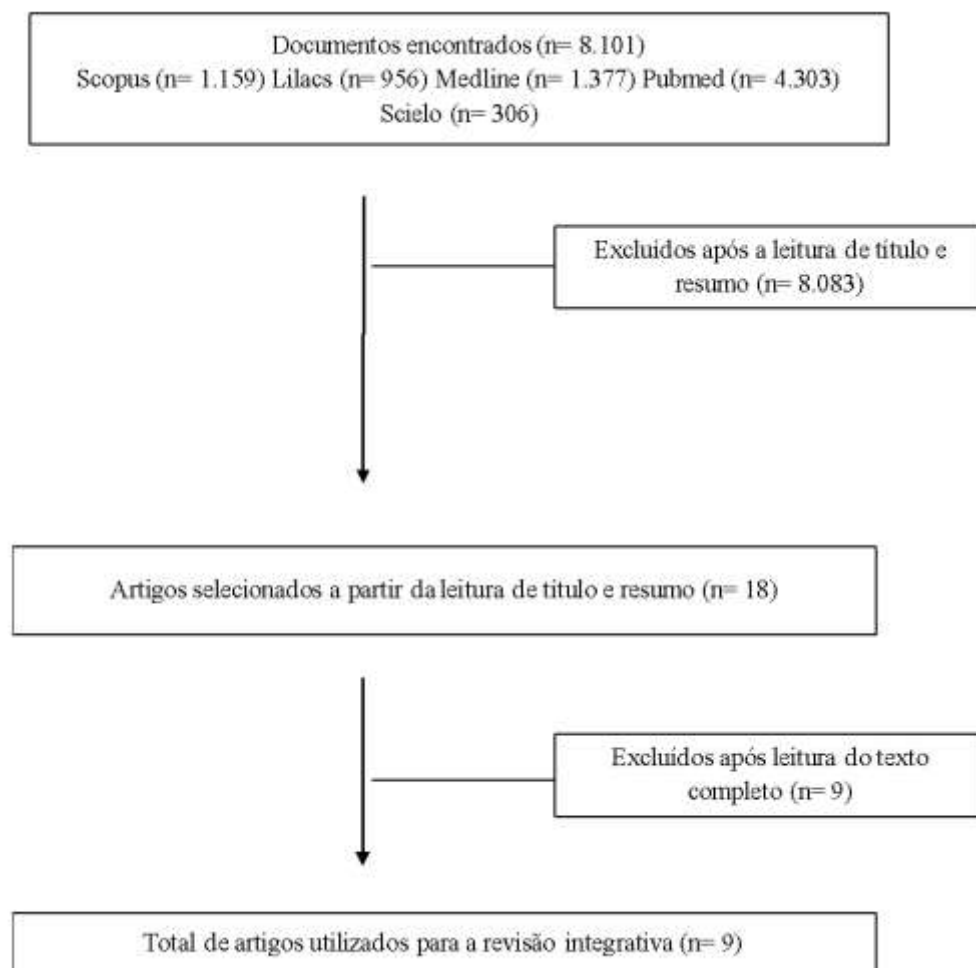 Documentos encontrados (n= 8.101)
Scopus (n= 1.159) Lilacs (n= 956) Medline (n= 1.377) Pubmed (n= 4.303)
Scielo (n= 306)
Excluídos após a leitura de título e
resumo (n= 8.083)
Artigos selecionados a partir da leitura de título e resumo (n= 18)
Excluídos após leitura do texto
completo (n= 9)
Total de artigos utilizados para a revisão integrativa (n= 9)